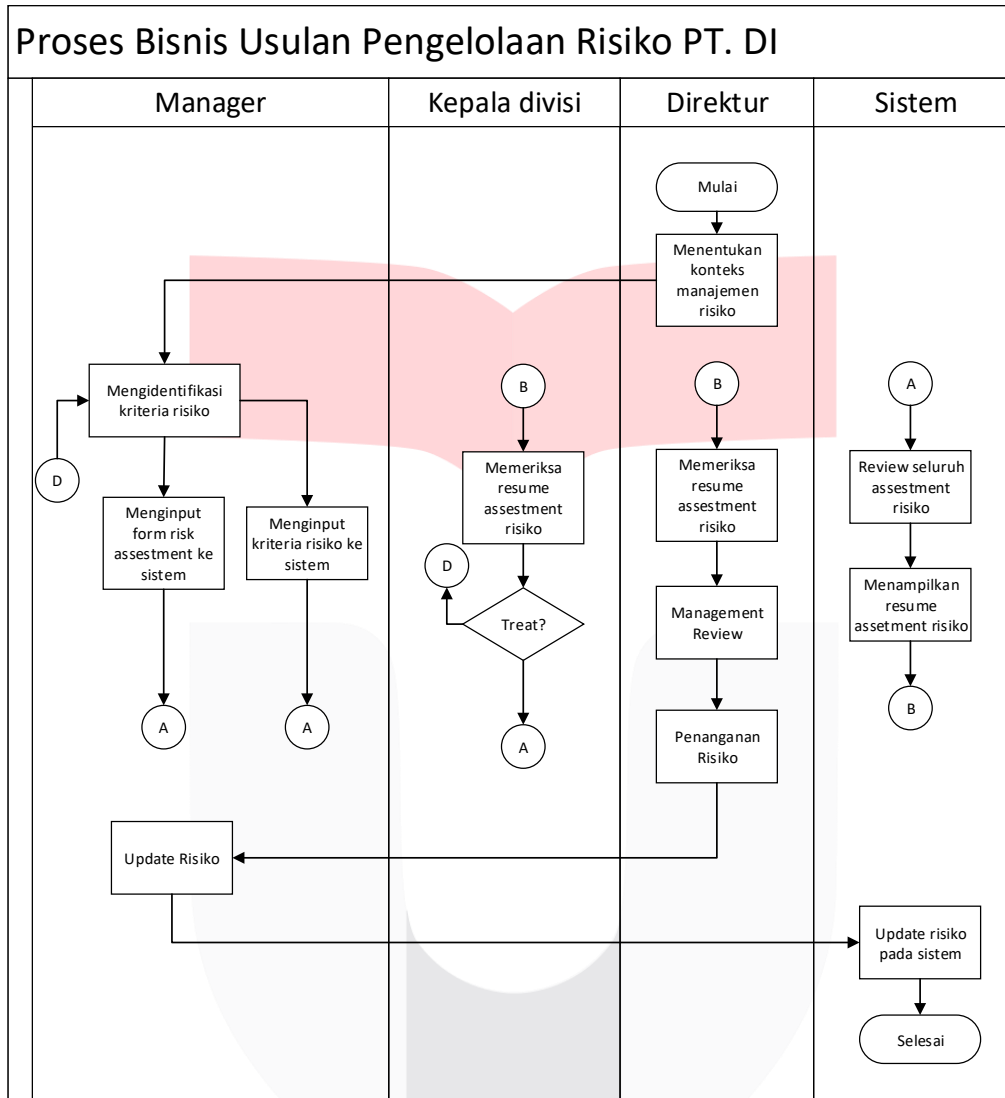 Proses Bisnis Usulan Pengelolaan Risiko PT. DI
Manager
Kepala divisi
Direktur
Sistem
Mulai
Menentukan
konteks
manajemen
risiko
Mengidentifikasi
kriteria risiko
B
B
A
D
Menginput
form risk
assestment ke
sistem
Menginput
kriteria risiko ke
sistem
Memeriksa
resume
assestment
risiko
Memeriksa
resume
assestment
risiko
Review seluruh
assestment
risiko
D
Treat?
Management
Review
Menampilkan
resume
assetment risiko
A
A
A
Penanganan
Risiko
B
Update Risiko
Update risiko
pada sistem
Selesai